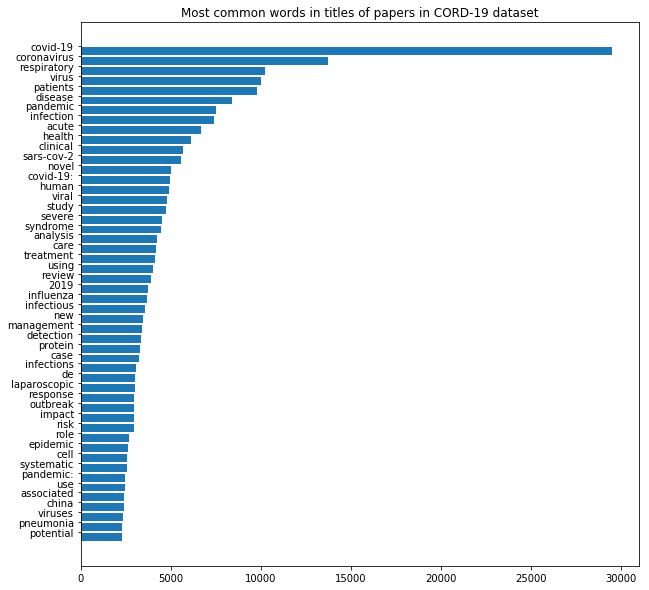 Most common words in titles of papers in CORD-19 dataset
covid-19
coronavirus
respiratory
virus
patients
disease
pandemic
infection
acute
health
clinical
sars-cov-2
novel
covid-19:
human
viral
study
severe
syndrome
analysis
care
treatment
using
review
2019
influenza
infectious
new
management
detection
protein
case
infections
de
laparoscopic
response
outbreak
impact
risk
role
epidemic
cell
systematic
pandemic:
use
associated
china
viruses
pneumonia
potential
0 5000 10000 15000 20000 25000 30000